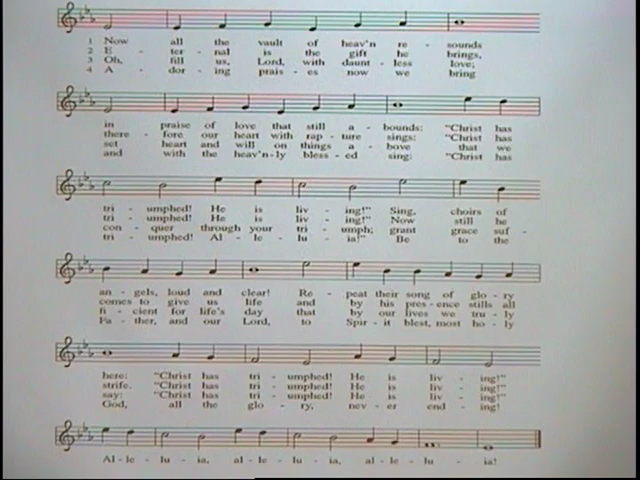 1 Now all the vault of heav'n re - sounds
2 E - ter - nal is the gift he brings,
3 Oh, fill us, Lord, with daunt - less love;
4 A - dor - ing prais - es now we bring
in praise of love that still a - bounds: "Christ has
there - fore our heart with rap - ture sings: "Christ has
set heart and will on things a - bove that we
and with the heav'n-ly bless - ed sing: "Christ has
tri - umphed! He is liv - ing!" Sing, choirs of
tri - umphed! He is liv - ing!" Now still he
con - quer through your tri - umph; grant grace suf -
tri - umphed! Al - le - lu - ia!" Be to the
an - gels, loud and clear! Re - peat their song of glo - ry
comes to give us life and by his pres - ence stills all
fi - cient for life's day that by our lives we tru - ly
Fa - ther, and our Lord, to Spir - it blest, most ho - ly
here: "Christ has tri - umphed! He is liv - ing!"
strife. "Christ has tri - umphed! He is liv - ing!"
say: "Christ has tri - umphed! He is liv - ing!"
God, all the glo - ry, nev - er end - ing!
Al - le - lu - ia, al - le - lu - ia, al - le - lu - ia!